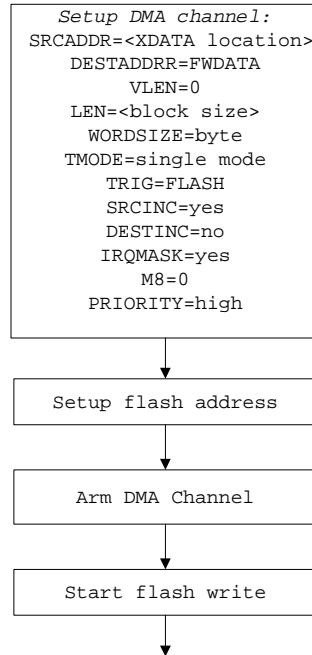 Setup DMA channel:
SRCADDR=<XDATA location>
DESTADDRR=FWDATA
VLEN=0
LEN=<block size>
WORDSIZE=byte
TMODE=single mode
TRIG=FLASH
SRCINC=yes
DESTINC=no
IRQMASK=yes
M8=0
PRIORITY=high
Setup flash address
Arm DMA Channel
Start flash write